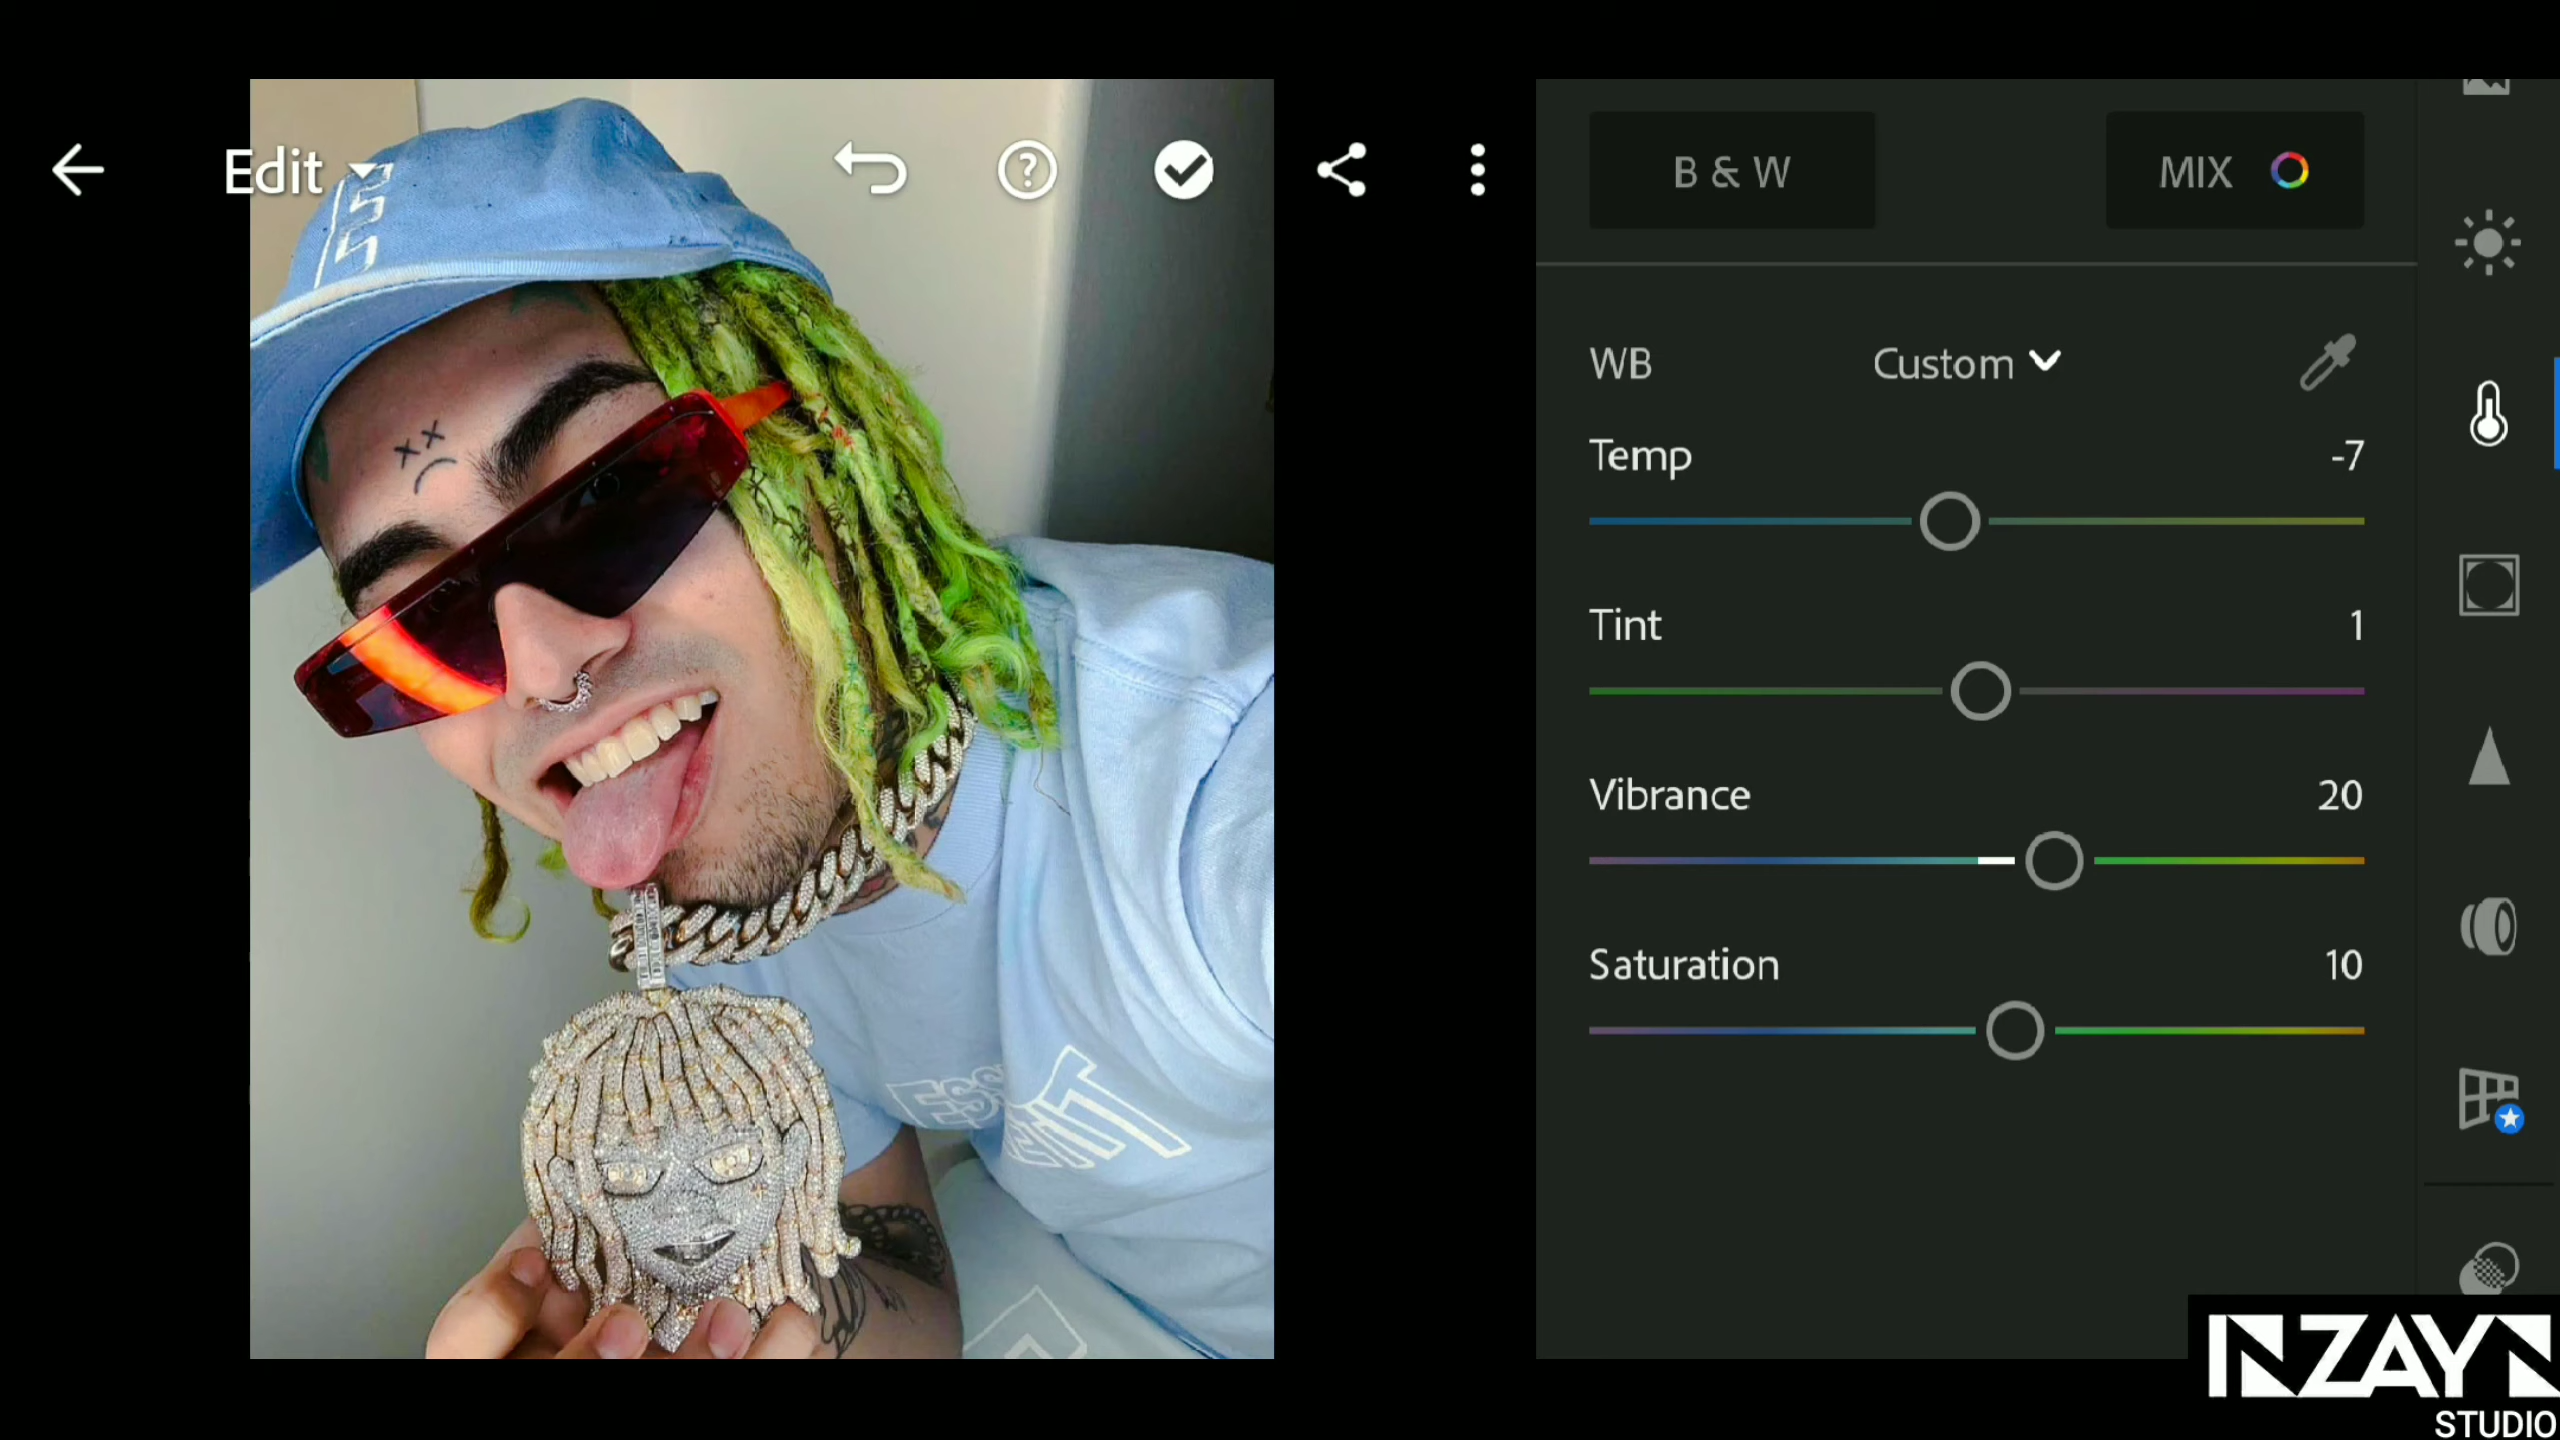 Edit
B & W
MIX
WB
Custom
Temp
-7
Tint
1
Vibrance
20
Saturation
10
NZAYN
STUDIO